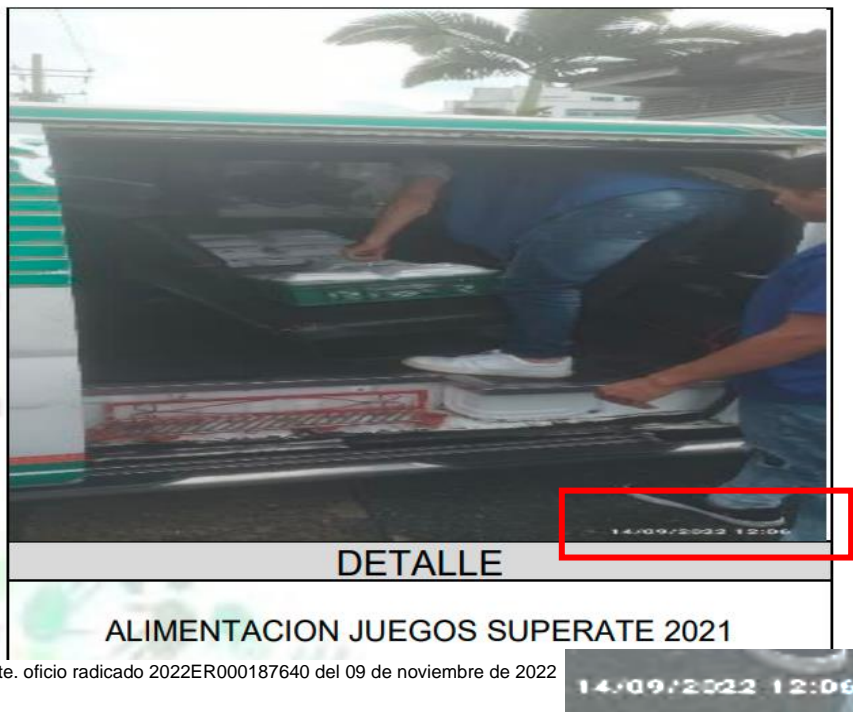 14/09/2022 12:06
DETALLE
ALIMENTACION JUEGOS SUPERATE 2021
te. oficio radicado 2022ER000187640 del 09 de noviembre de 2022
14/09/2022 12:06